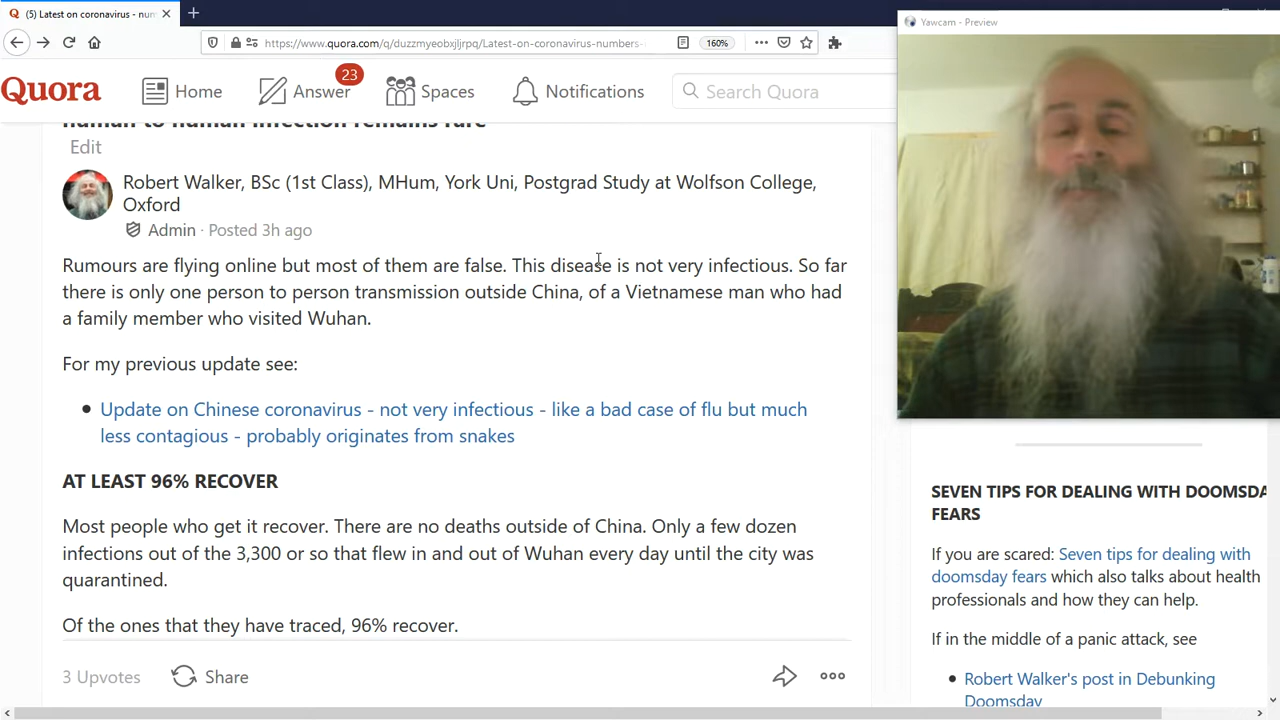 (5) Latest on coronavirus - num
https://www.quora.com/q/duzzmyeobxjljrpq/Latest-on-coronavirus-numbers-
160%
Yawcam - Preview
Quora
Home
Answer
23
Spaces
Notifications
Search Quora
human to human infection remains rare
Edit
Robert Walker, BSc (1st Class), MHum, York Uni, Postgrad Study at Wolfson College,
Oxford
Admin · Posted 3h ago
Rumours are flying online but most of them are false. This disease is not very infectious. So far
there is only one person to person transmission outside China, of a Vietnamese man who had
a family member who visited Wuhan.
For my previous update see:
Update on Chinese coronavirus - not very infectious - like a bad case of flu but much
less contagious - probably originates from snakes
AT LEAST 96% RECOVER
Most people who get it recover. There are no deaths outside of China. Only a few dozen
infections out of the 3,300 or so that flew in and out of Wuhan every day until the city was
quarantined.
Of the ones that they have traced, 96% recover.
3 Upvotes
Share
SEVEN TIPS FOR DEALING WITH DOOMSDA
FEARS
If you are scared: Seven tips for dealing with
doomsday fears which also talks about health
professionals and how they can help.
If in the middle of a panic attack, see
Robert Walker's post in Debunking
Doomsday